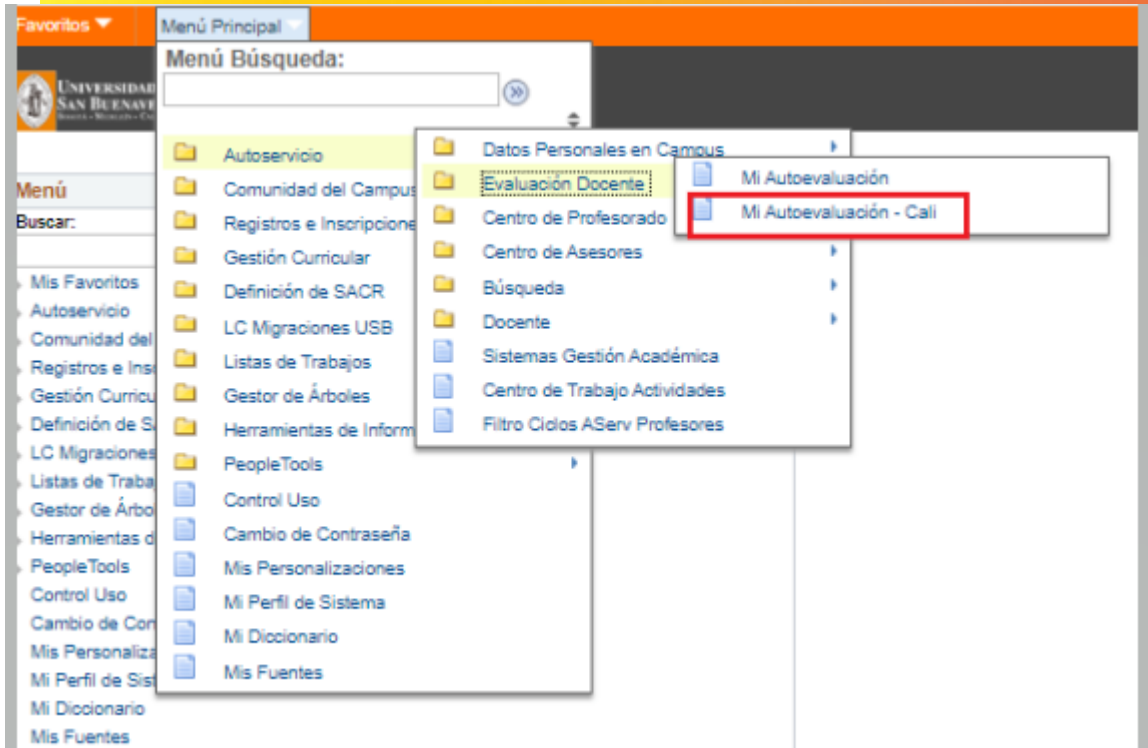 Favoritos
Menú Principal
Menú Búsqueda:
UNIVERSIDAD
SAN BUENAVE
Menú
Buscar:
Mis Favoritos
Autoservicio
Comunidad del
Registros e Ins
Gestión Curricu
Definición de S
LC Migraciones
Listas de Traba
Gestor de Árbo
Herramientas d
PeopleTools
Control Uso
Cambio de Con
Mis Personaliza
Mi Perfil de Sist
Mi Diccionario
Mis Fuentes
Autoservicio
Comunidad del Campus
Registros e Inscripcione
Gestión Curricular
Definición de SACR
LC Migraciones USB
Listas de Trabajos
Gestor de Árboles
Herramientas de Inform
PeopleTools
Control Uso
Cambio de Contraseña
Mis Personalizaciones
Mi Perfil de Sistema
Mi Diccionario
Mis Fuentes
Datos Personales en Campus
Evaluación Docente
Centro de Profesorado
Centro de Asesores
Búsqueda
Docente
Sistemas Gestión Académica
Centro de Trabajo Actividades
Filtro Ciclos AServ Profesores
Mi Autoevaluación
Mi Autoevaluación - Cali